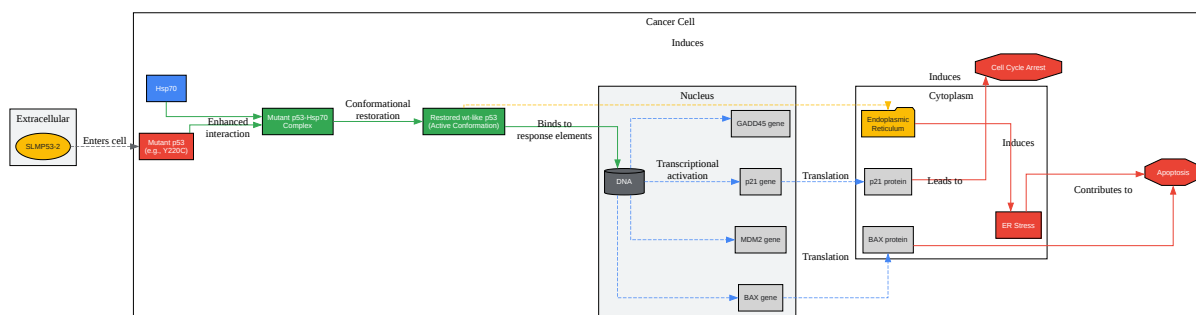 Cancer Cell
Induces
Extracellular
SLMP53-2
Enters cell
Hsp70
Mutant p53
(e.g., Y220C)
Enhanced
interaction
Mutant p53-Hsp70
Complex
Conformational
restoration
Restored wt-like p53
(Active Conformation)
Binds to
response elements
Nucleus
DNA
Transcriptional
activation
GADD45 gene
p21 gene
MDM2 gene
BAX gene
Translation
Translation
Cytoplasm
Endoplasmic
Reticulum
p21 protein
BAX protein
Induces
Cell Cycle Arrest
Leads to
Induces
ER Stress
Contributes to
Apoptosis